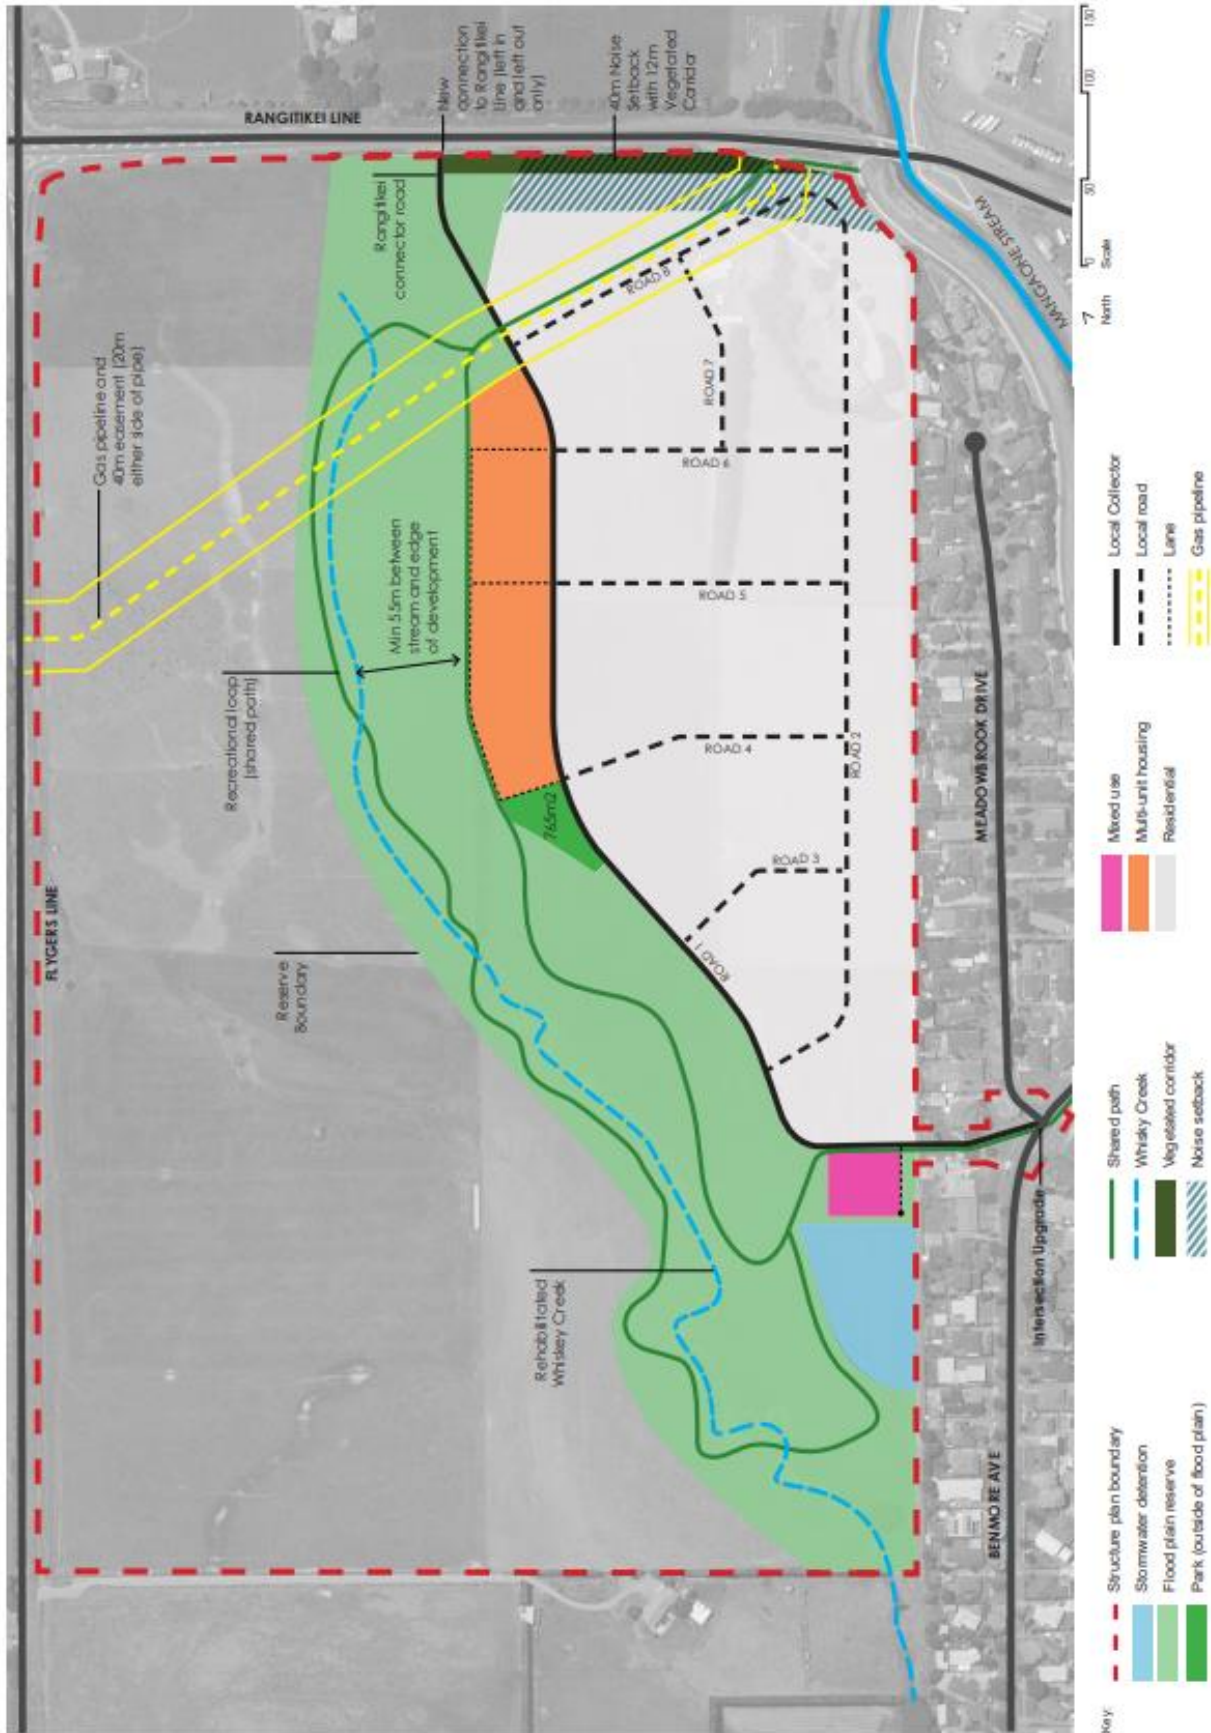 RANGITIKEI LINE
New
connection
to Rangitikei
Line (left in
and left out
only)
40m Noise
Setback
with 12m
Vegetated
Corridor
Rangitikei
connector road
Gas pipeline and
40m easement (20m
either side of pipe)
Min 55m between
stream and edge
of development
Recreational loop
(shared path)
FLYGERS LINE
Reserve
Boundary
Rehabilitated
Whiskey Creek
765m2
ROAD 1
ROAD 2
ROAD 3
ROAD 4
ROAD 5
ROAD 6
ROAD 7
ROAD 8
MANGAONE STREAM
MEADOWBROOK DRIVE
Intersection Upgrade
BENMORE AVE
Key:
Structure plan boundary
Stormwater detention
Flood plain reserve
Park (outside of flood plain)
Shared path
Whisky Creek
Vegetated corridor
Noise setback
Mixed use
Multi-unit housing
Residential
Local Collector
Local road
Lane
Gas pipeline
North
Scale
0
50
100
150